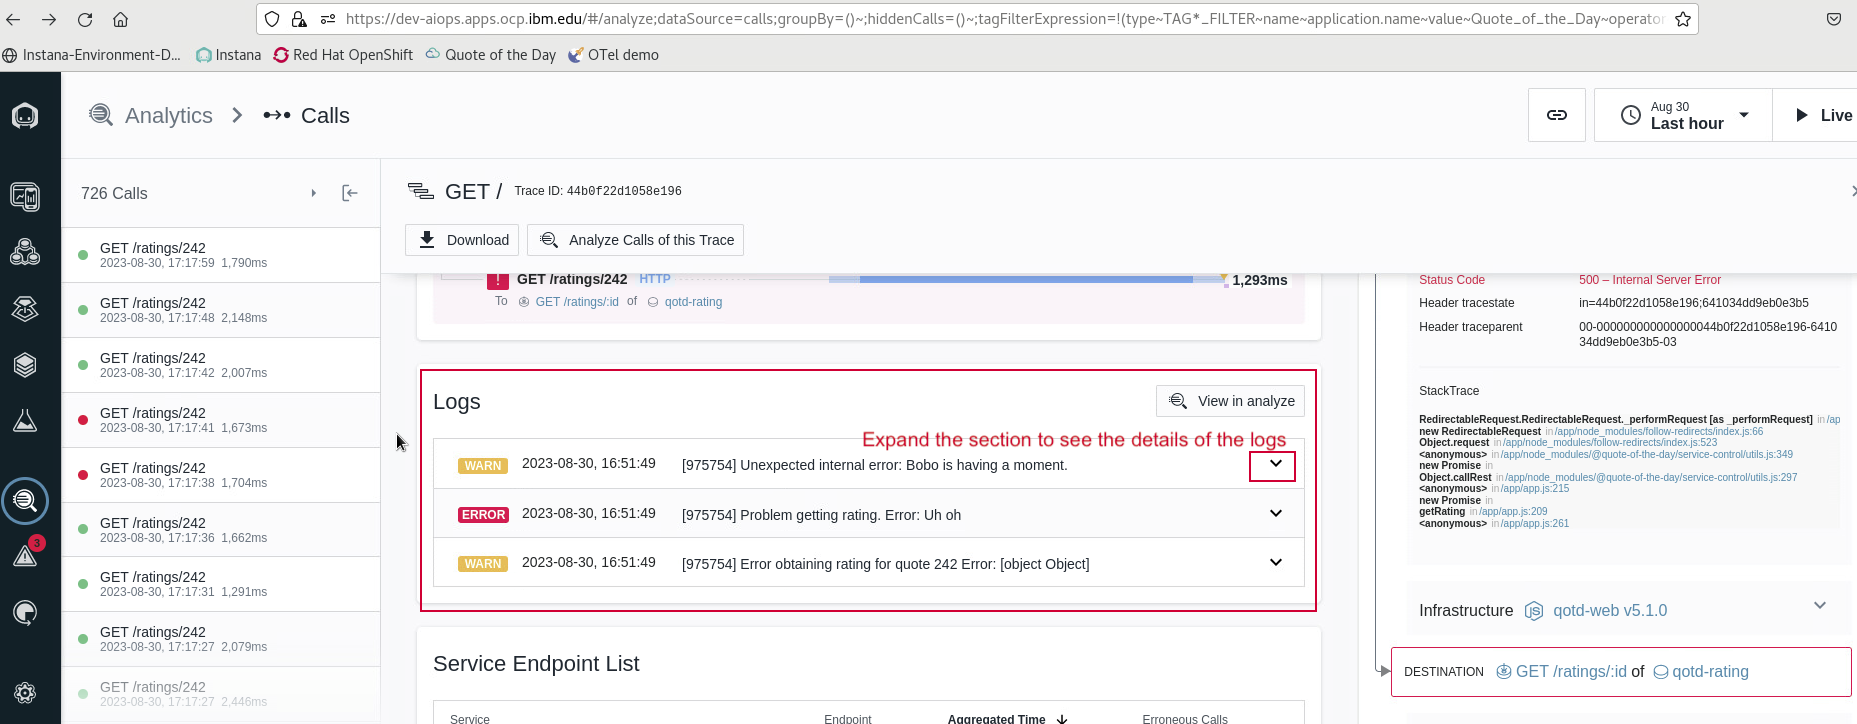 https://dev-aiops.apps.ocp.ibm.edu/#/analyze;dataSource=calls;groupBy=()~;hiddenCalls=()~;tagFilterExpression=!(type~TAG*_FILTER~name~application.name~value~Quote_of_the_Day~operator
Instana-Environment-D...
Instana
Red Hat OpenShift
Quote of the Day
OTel demo
Analytics
Calls
Aug 30
Last hour
Live
726 Calls
GET /ratings/242
2023-08-30, 17:17:59 1,790ms
GET /ratings/242
2023-08-30, 17:17:48 2,148ms
GET /ratings/242
2023-08-30, 17:17:42 2,007ms
GET /ratings/242
2023-08-30, 17:17:41 1,673ms
GET /ratings/242
2023-08-30, 17:17:38 1,704ms
GET /ratings/242
2023-08-30, 17:17:36 1,662ms
3
GET /ratings/242
2023-08-30, 17:17:31 1,291ms
GET /ratings/242
2023-08-30, 17:17:27 2,079ms
GET /ratings/242
2023-08-30, 17:17:27 2,446ms
GET / Trace ID: 44b0f22d1058e196
Download
Analyze Calls of this Trace
GET /ratings/242 HTTP 1,293ms
To GET /ratings/:id of qotd-rating
Logs
View in analyze
Expand the section to see the details of the logs
WARN 2023-08-30, 16:51:49 [975754] Unexpected internal error: Bobo is having a moment.
ERROR 2023-08-30, 16:51:49 [975754] Problem getting rating. Error: Uh oh
WARN 2023-08-30, 16:51:49 [975754] Error obtaining rating for quote 242 Error: [object Object]
Service Endpoint List
Service Endpoint Aggregated Time Erroneous Calls
Status Code 500 – Internal Server Error
Header tracestate in=44b0f22d1058e196;641034dd9eb0e3b5
Header traceparent 00-000000000000000044b0f22d1058e196-6410
34dd9eb0e3b5-03
StackTrace
RedirectableRequest.RedirectableRequest._performRequest [as _performRequest] in /ap
new RedirectableRequest in /app/node_modules/follow-redirects/index.js:66
Object.request in /app/node_modules/follow-redirects/index.js:523
<anonymous> in /app/node_modules/@quote-of-the-day/service-control/utils.js:349
new Promise in
Object.callRest in /app/node_modules/@quote-of-the-day/service-control/utils.js:297
<anonymous> in /app/app.js:215
new Promise in
getRating in /app/app.js:209
<anonymous> in /app/app.js:261
Infrastructure qotd-web v5.1.0
DESTINATION GET /ratings/:id of qotd-rating